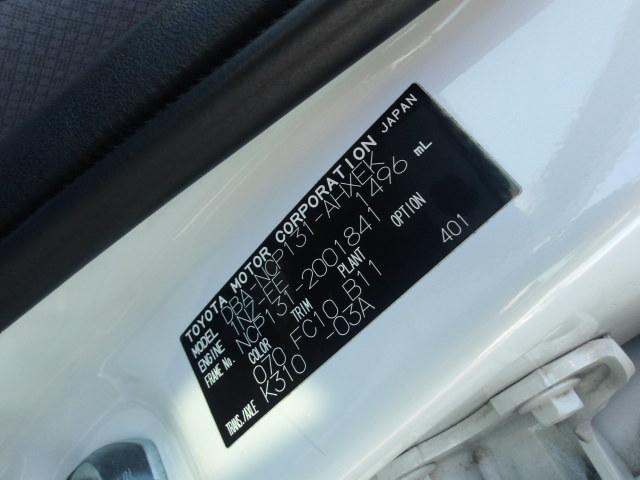 TOYOTA MOTOR CORPORATION JAPAN
MODEL DBA-NCP131-AHXEK
ENGINE 1NZ-FE 1496 mL
FRAME No. NCP131-2001841
COLOR TRIM PLANT OPTION
070 FC10 B11 401
TRANS./AXLE K310 -03A